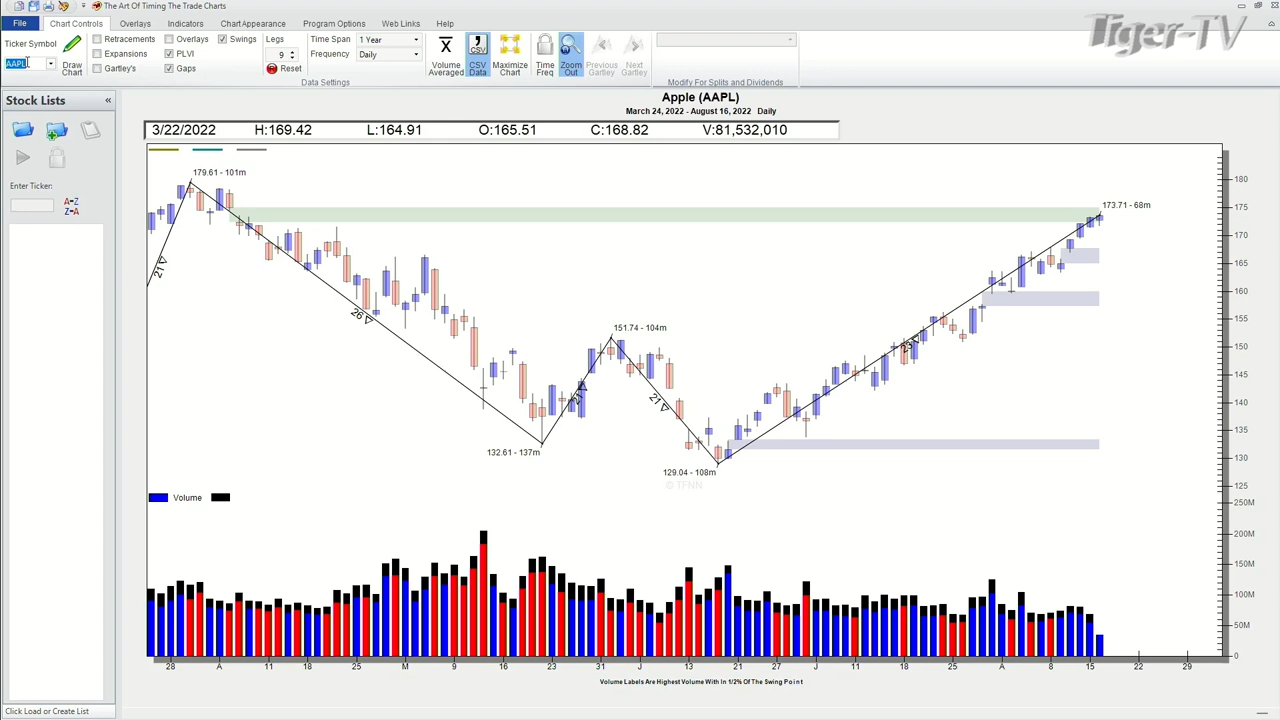 The Art Of Timing The Trade Charts
Tiger-TV
File Chart Controls Overlays Indicators Chart Appearance Program Options Web Links Help
Ticker Symbol
AAPL
Draw
Chart
Retracements Overlays Swings
Expansions PLVI
Gartley's Gaps
Legs
9
Reset
Time Span 1 Year
Frequency Daily
Data Settings
Volume
Averaged
CSV
Data
Maximize
Chart
Time
Freq
Zoom
Out
Previous
Gartley
Next
Gartley
Modify For Splits and Dividends
Stock Lists «
Enter Ticker:
A-Z
Z-A
Click Load or Create List
Apple (AAPL)
March 24, 2022 - August 16, 2022 Daily
3/22/2022 H:169.42 L:164.91 O:165.51 C:168.82 V:81,532,010
179.61 - 101m
173.71 - 68m
151.74 - 104m
132.61 - 137m
129.04 - 108m
© TFNN
21
26
21
21
180
175
170
165
160
155
150
145
140
135
130
125
Volume
250M
200M
150M
100M
50M
0
28 A 11 18 25 M 9 16 23 31 J 13 21 27 J 11 18 25 A 8 15 22 29
Volume Labels Are Highest Volume With In 1/2% Of The Swing Point